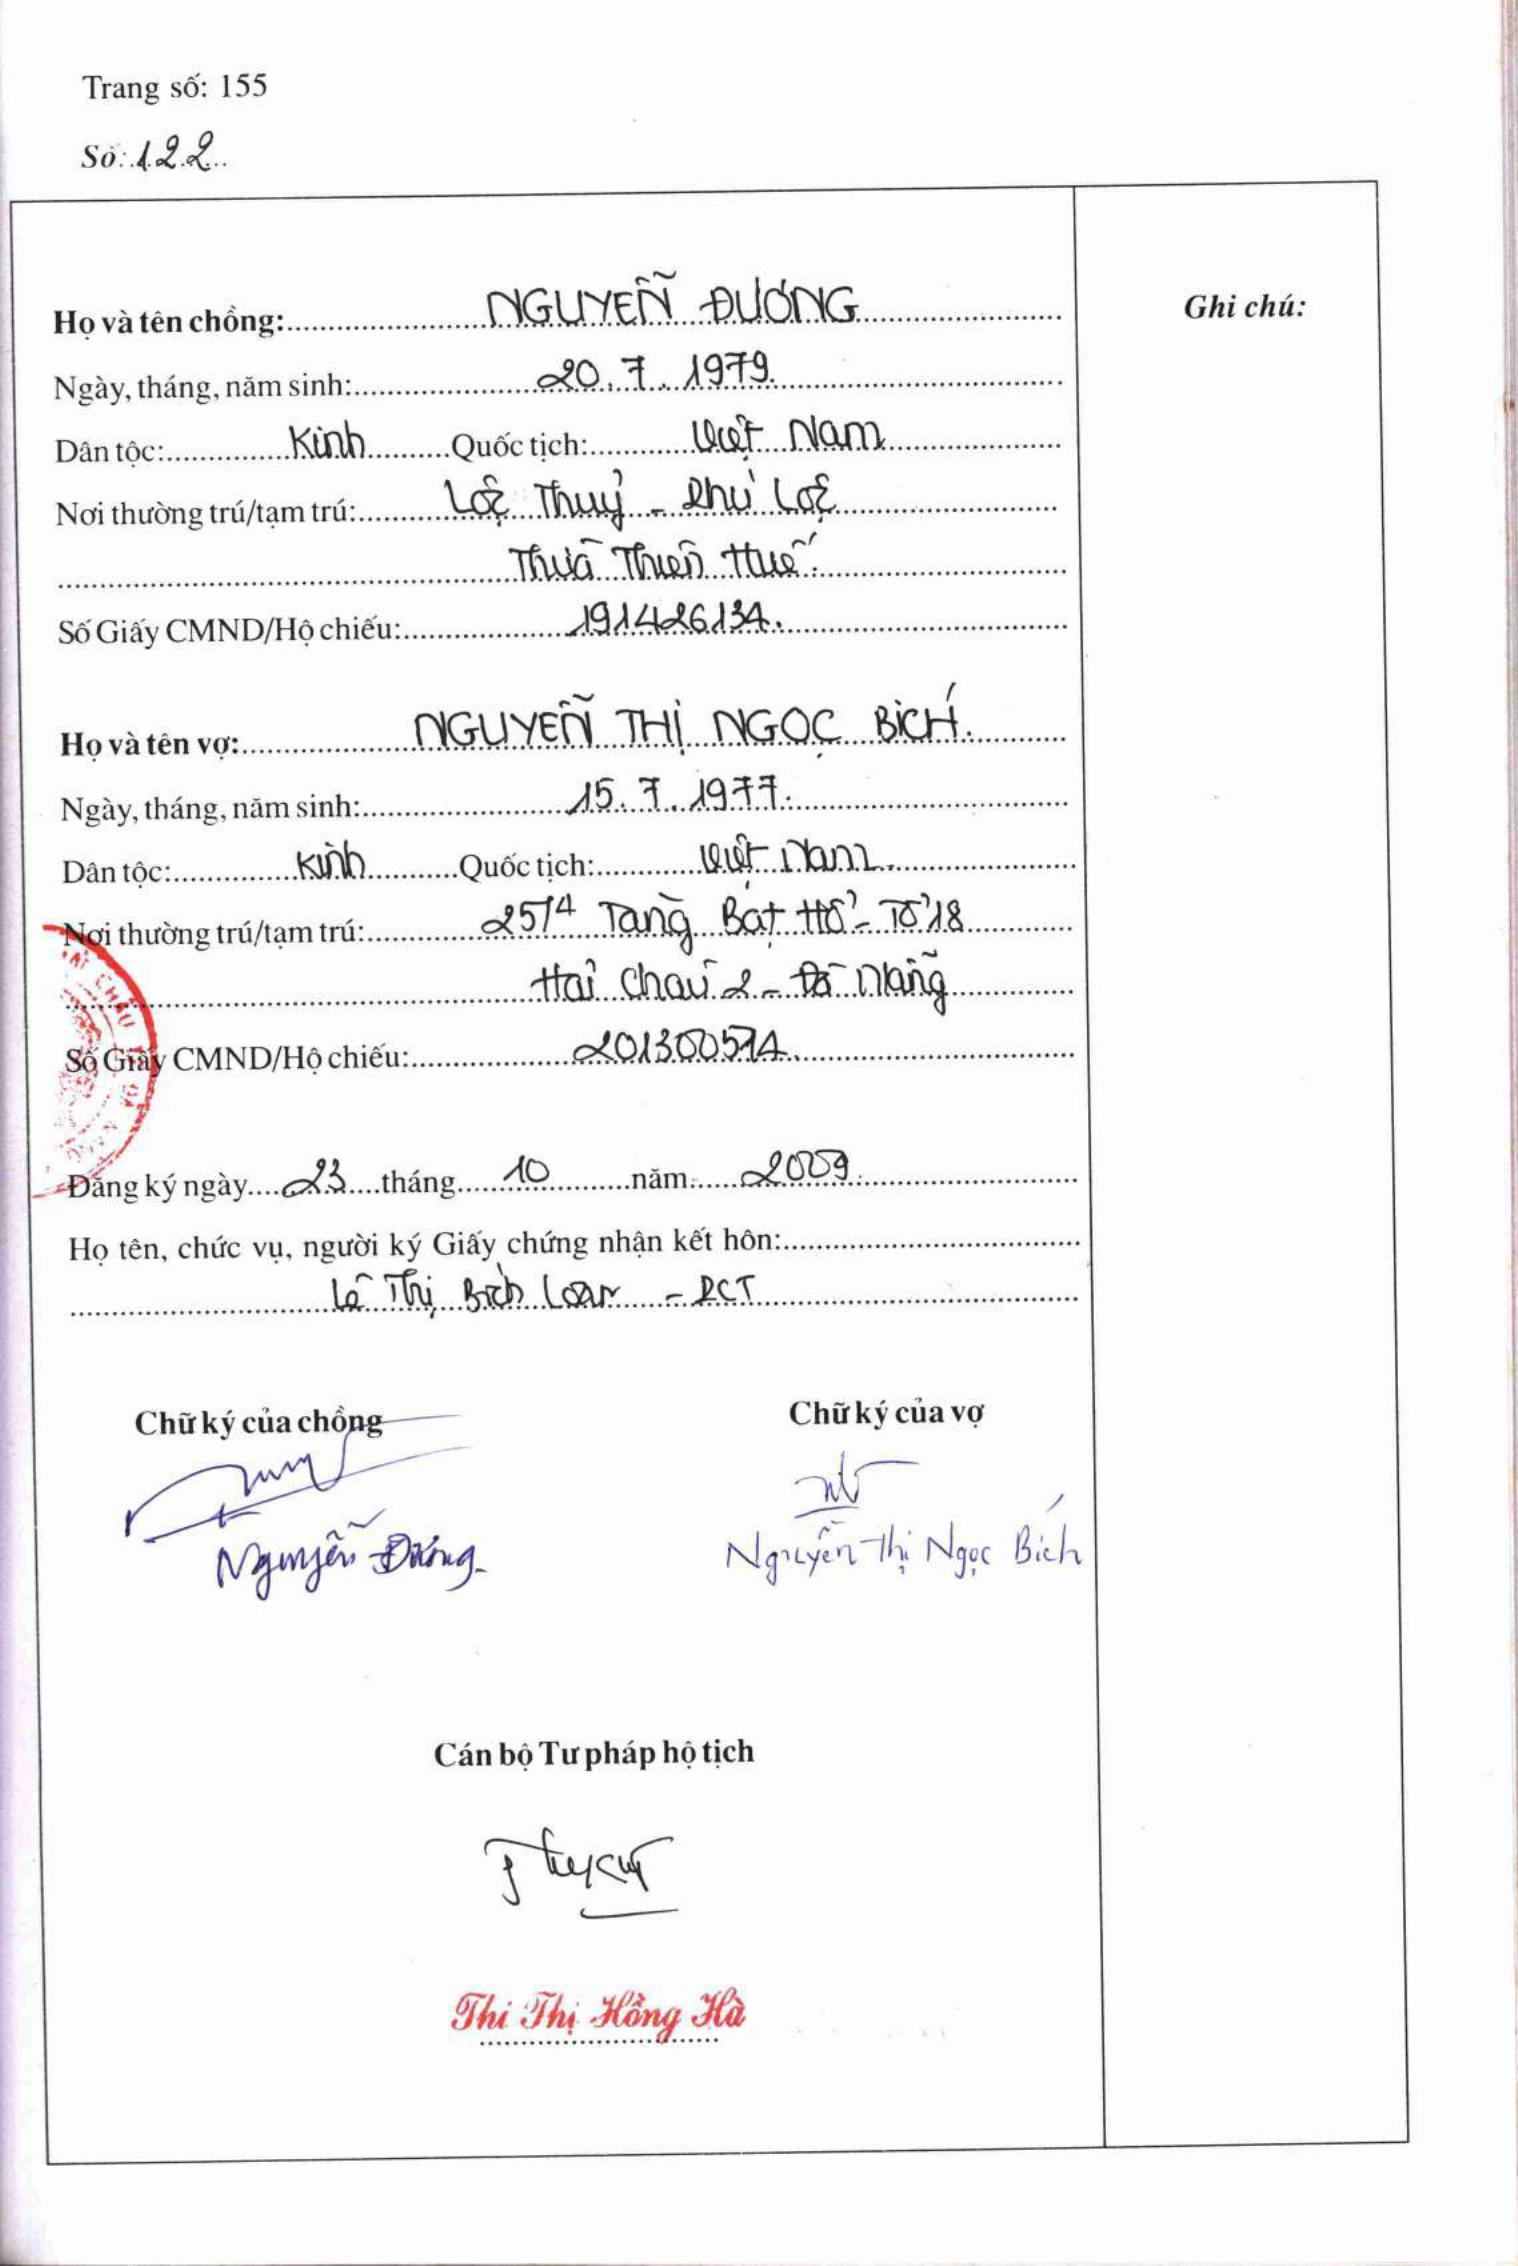 Trang số: 155
Số: 122
Ghi chú:
Họ và tên chồng: NGUYỄN ĐƯỜNG
Ngày, tháng, năm sinh: 20.7.1979.
Dân tộc: Kinh Quốc tịch: Việt Nam
Nơi thường trú/tạm trú: Lộc Thuỷ - Phú Lộc
Thừa Thiên Huế.
Số Giấy CMND/Hộ chiếu: 191426134.
Họ và tên vợ: NGUYỄN THỊ NGỌC BÍCH.
Ngày, tháng, năm sinh: 15.7.1977.
Dân tộc: Kinh Quốc tịch: Việt Nam.
Nơi thường trú/tạm trú: Tăng Bạt Hổ - Tổ 18
Hải Châu 2 - Đà Nẵng
Số Giấy CMND/Hộ chiếu:
Đăng ký ngày 23 tháng 10 năm 2009.
Họ tên, chức vụ, người ký Giấy chứng nhận kết hôn:
Lê Thị Bích Loan - PCT
Chữ ký của chồng Chữ ký của vợ
Nguyễn Thị Ngọc Bích
Cán bộ Tư pháp hộ tịch
Thi Thị Hồng Hà